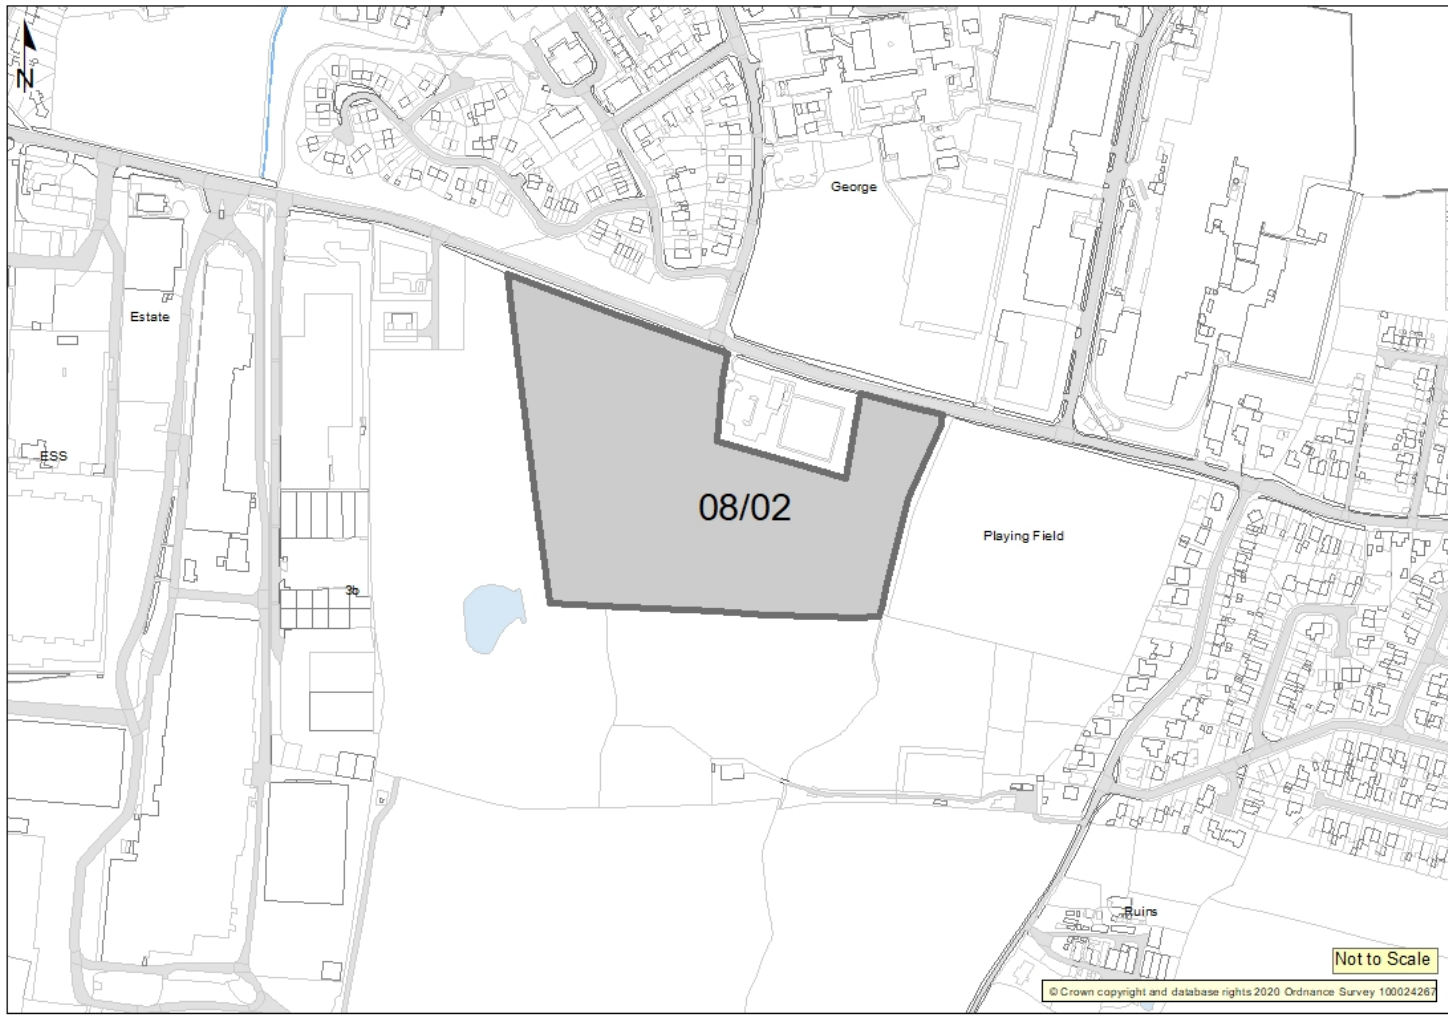 N
George
Estate
ESS
08/02
Playing Field
3b
Ruins
Not to Scale
© Crown copyright and database rights 2020 Ordnance Survey 100024267